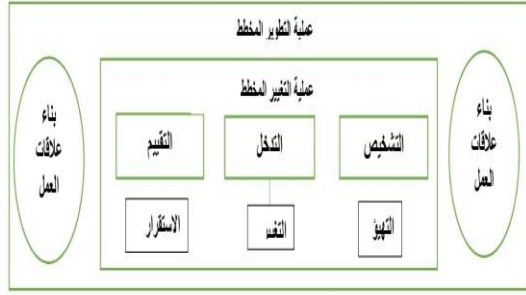 عملية التطوير المخطط
عملية التغيير المخطط
بناء
علاقات
العمل
التشخيص
التدخل
التقييم
التهيؤ
التغير
الاستقرار
بناء
علاقات
العمل